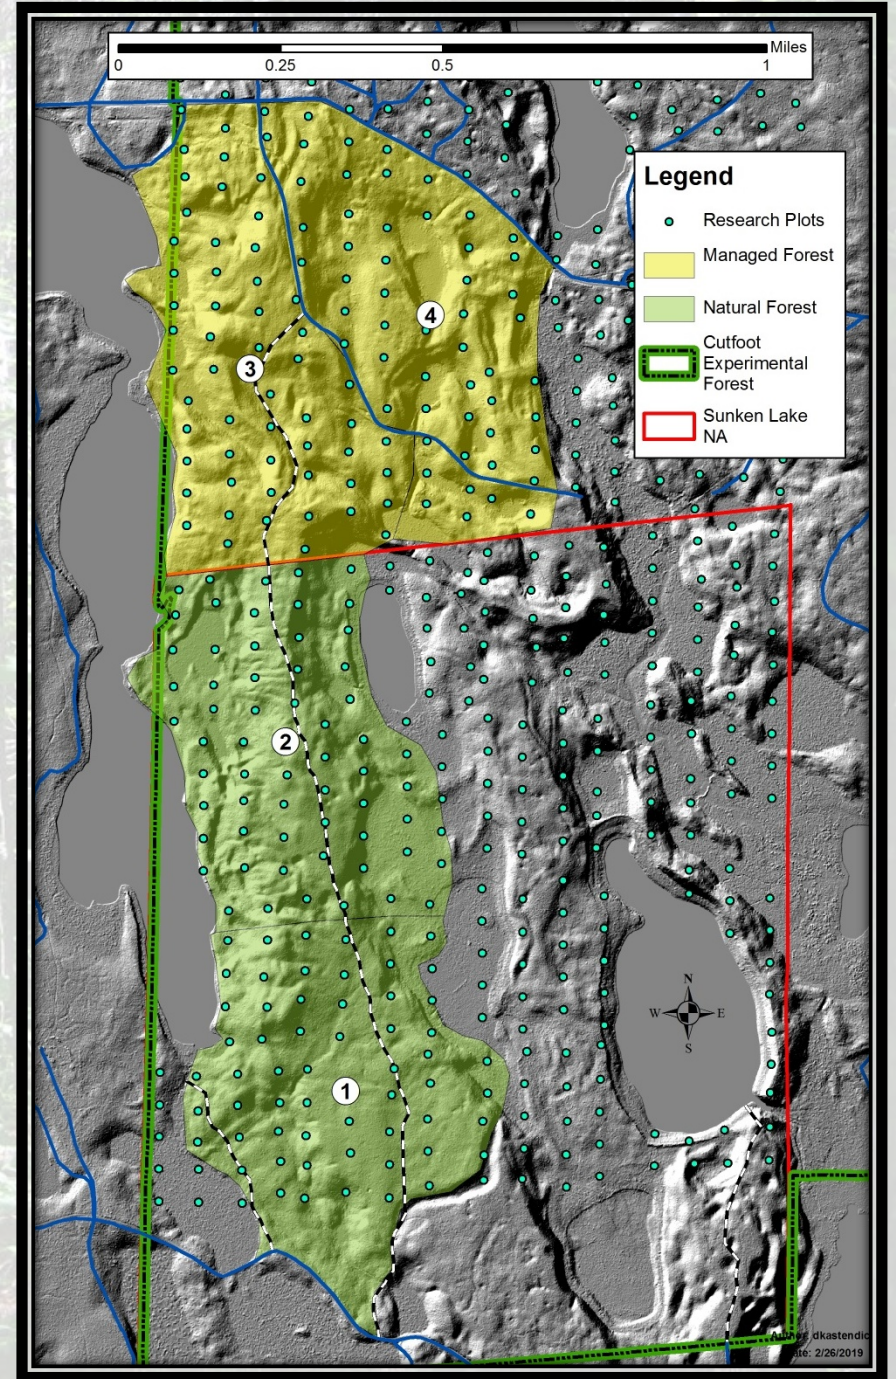 Miles
0 0.25 0.5 1
Legend
Research Plots
Managed Forest
Natural Forest
Cutfoot
Experimental
Forest
Sunken Lake
NA
4
3
2
N
W E
S
1
Author: dkastendic
Date: 2/26/2019